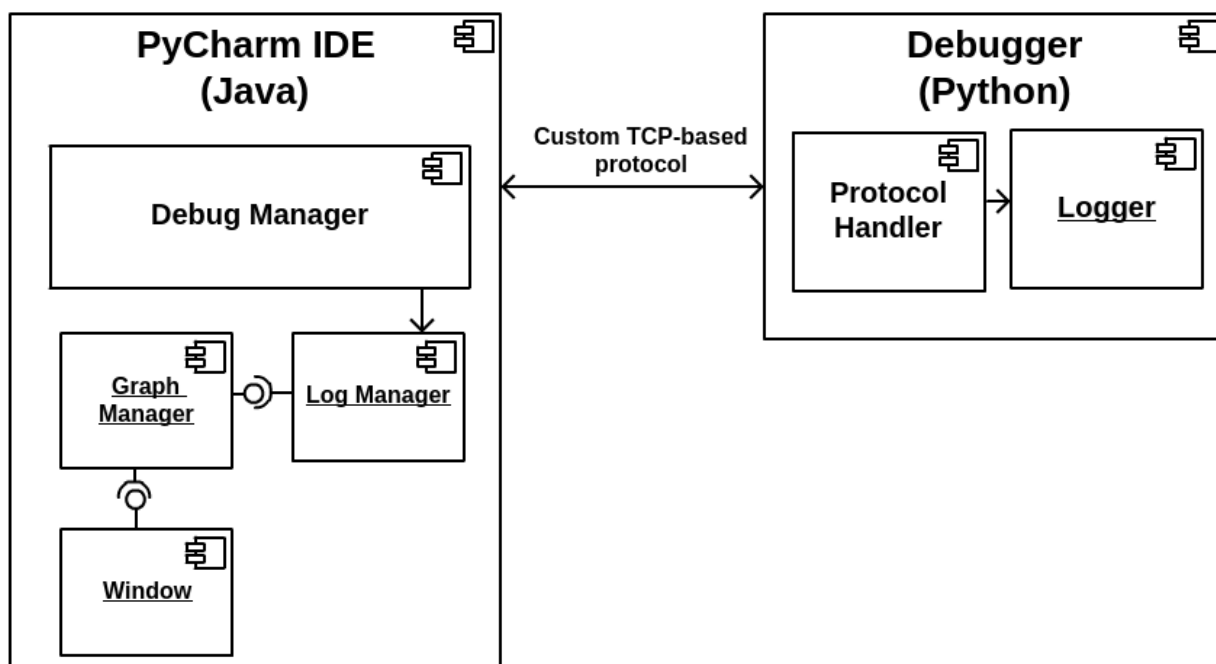 PyCharm IDE
(Java)
Debug Manager
Graph
Manager
Log Manager
Window
Custom TCP-based
protocol
Debugger
(Python)
Protocol
Handler
Logger